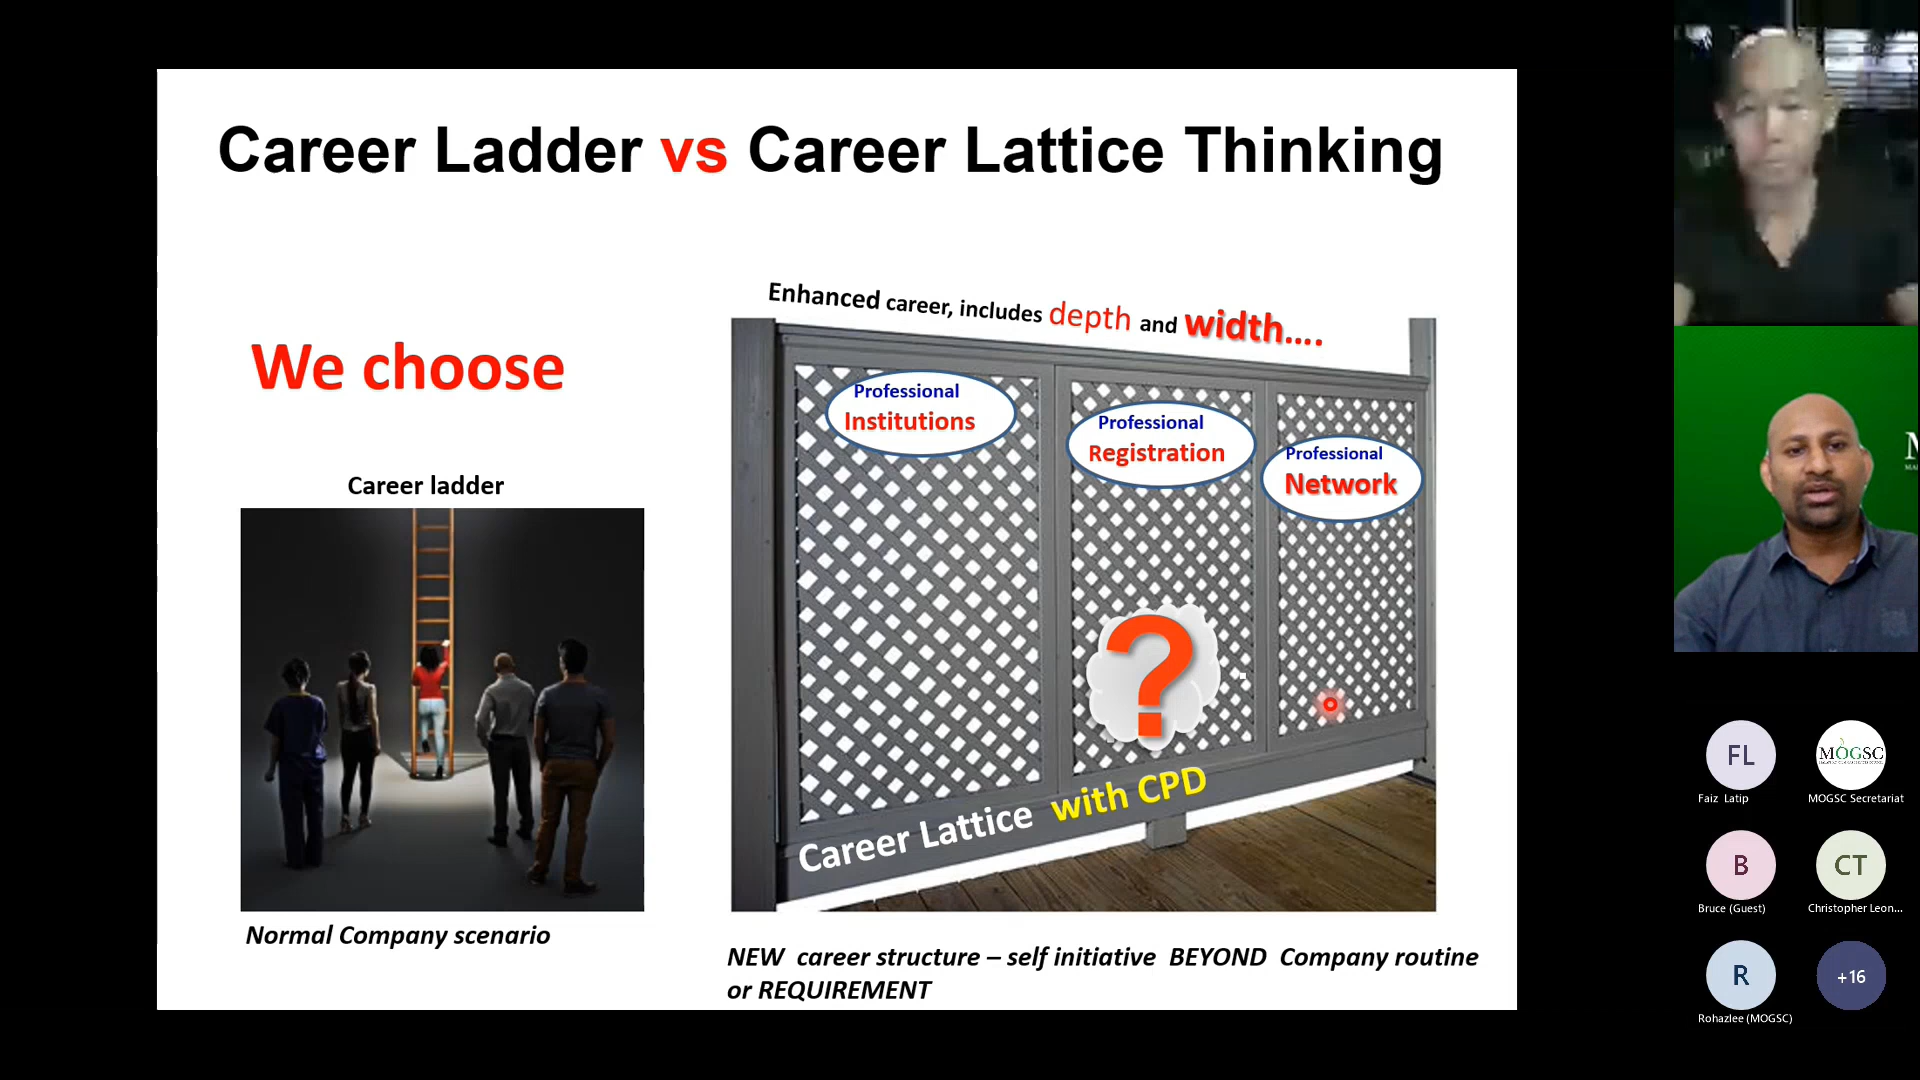 Career Ladder vs Career Lattice Thinking
We choose
Career ladder
Normal Company scenario
Enhanced career, includes depth and width....
Professional
Institutions
Professional
Registration
Professional
Network
?
Career Lattice with CPD
NEW career structure – self initiative BEYOND Company routine
or REQUIREMENT
M
FL
Faiz Latip
MOGSC
MOGSC Secretariat
B
Bruce (Guest)
CT
Christopher Leon...
R
Rohazlee (MOGSC)
+16